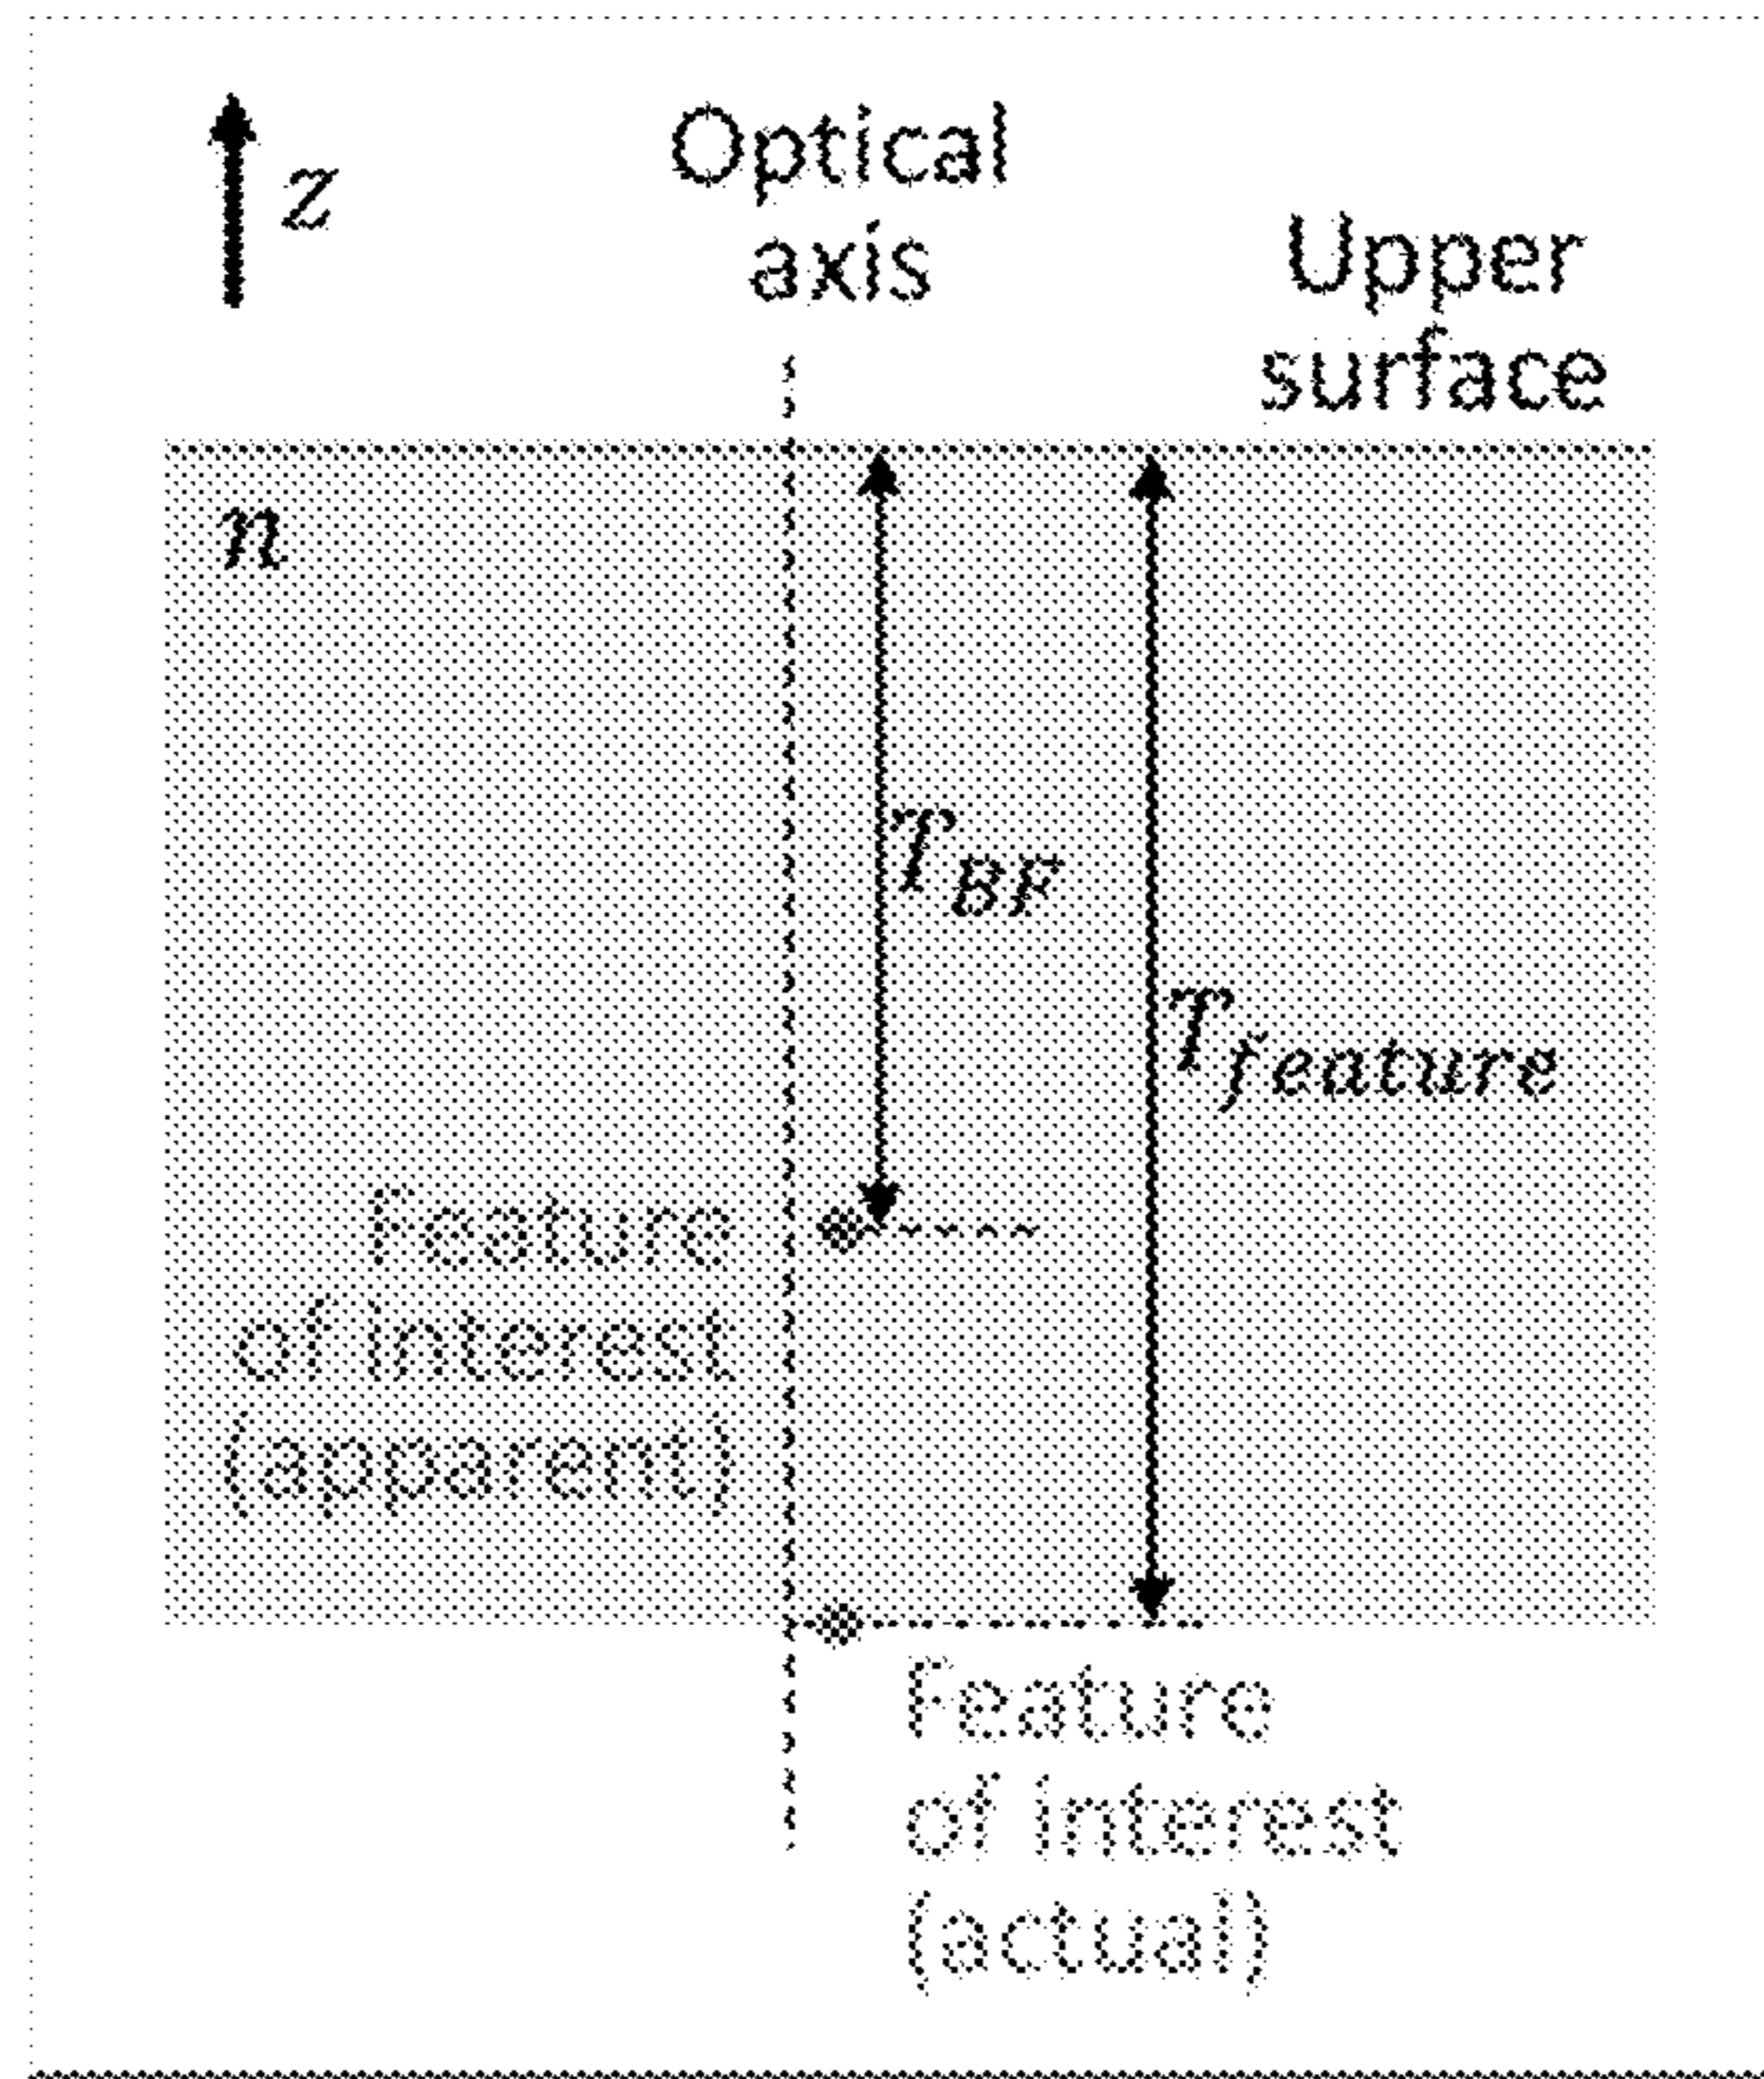 z
Optical
axis
Upper
surface
n
T_BF
T_feature
Feature
of interest
(apparent)
Feature
of interest
(actual)